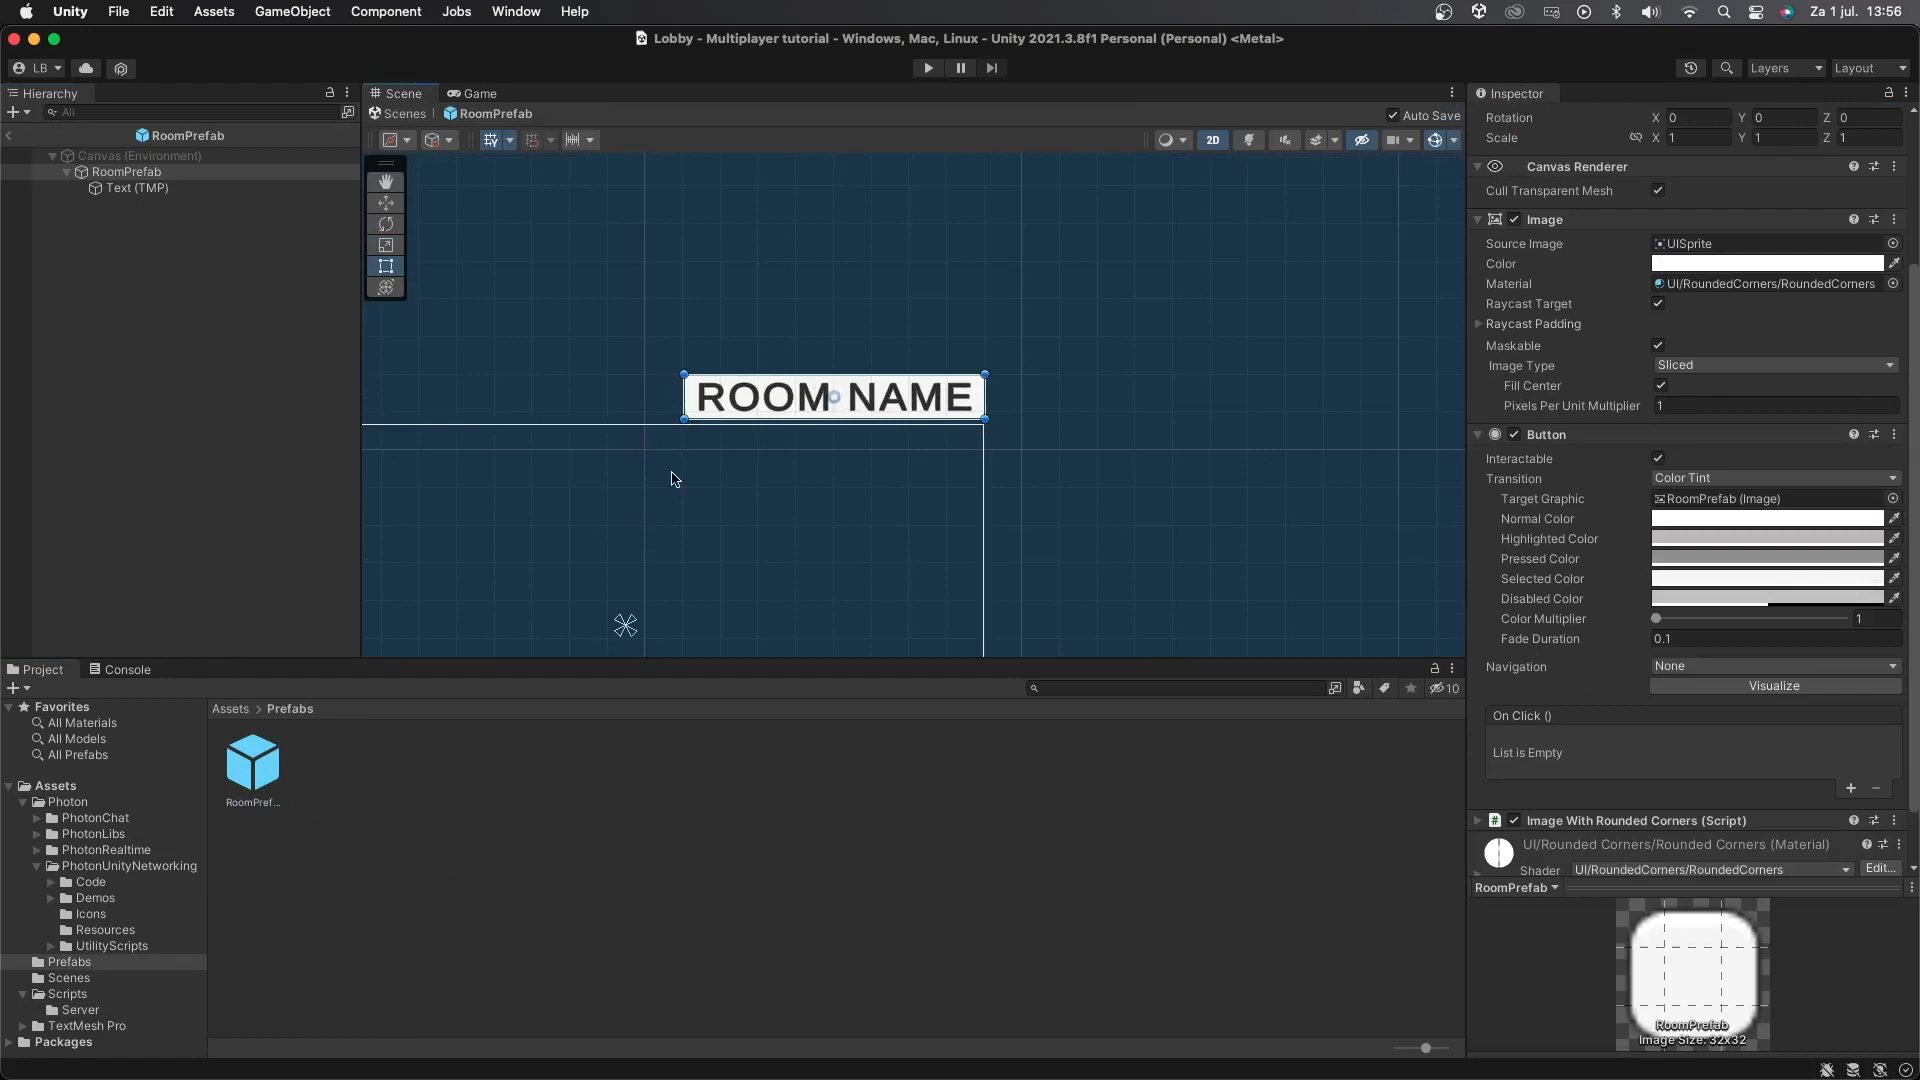 Unity File Edit Assets GameObject Component Jobs Window Help Za 1 jul. 13:56
Lobby - Multiplayer tutorial - Windows, Mac, Linux - Unity 2021.3.8f1 Personal (Personal) <Metal>
LB Layers Layout
Hierarchy
All
RoomPrefab
Canvas (Environment)
RoomPrefab
Text (TMP)
Scene Game
Scenes RoomPrefab Auto Save
2D
ROOM NAME
Inspector
Rotation X 0 Y 0 Z 0
Scale X 1 Y 1 Z 1
Canvas Renderer
Cull Transparent Mesh
Image
Source Image UISprite
Color
Material UI/RoundedCorners/RoundedCorners
Raycast Target
Raycast Padding
Maskable
Image Type Sliced
Fill Center
Pixels Per Unit Multiplier 1
Button
Interactable
Transition Color Tint
Target Graphic RoomPrefab (Image)
Normal Color
Highlighted Color
Pressed Color
Selected Color
Disabled Color
Color Multiplier 1
Fade Duration 0.1
Navigation None
Visualize
On Click ()
List is Empty
+ -
Image With Rounded Corners (Script)
UI/Rounded Corners/Rounded Corners (Material)
Shader UI/RoundedCorners/RoundedCorners Edit...
RoomPrefab
RoomPrefab
Image Size: 32x32
Project Console
10
Favorites
All Materials
All Models
All Prefabs
Assets
Photon
PhotonChat
PhotonLibs
PhotonRealtime
PhotonUnityNetworking
Code
Demos
Icons
Resources
UtilityScripts
Prefabs
Scenes
Scripts
Server
TextMesh Pro
Packages
Assets > Prefabs
RoomPref...